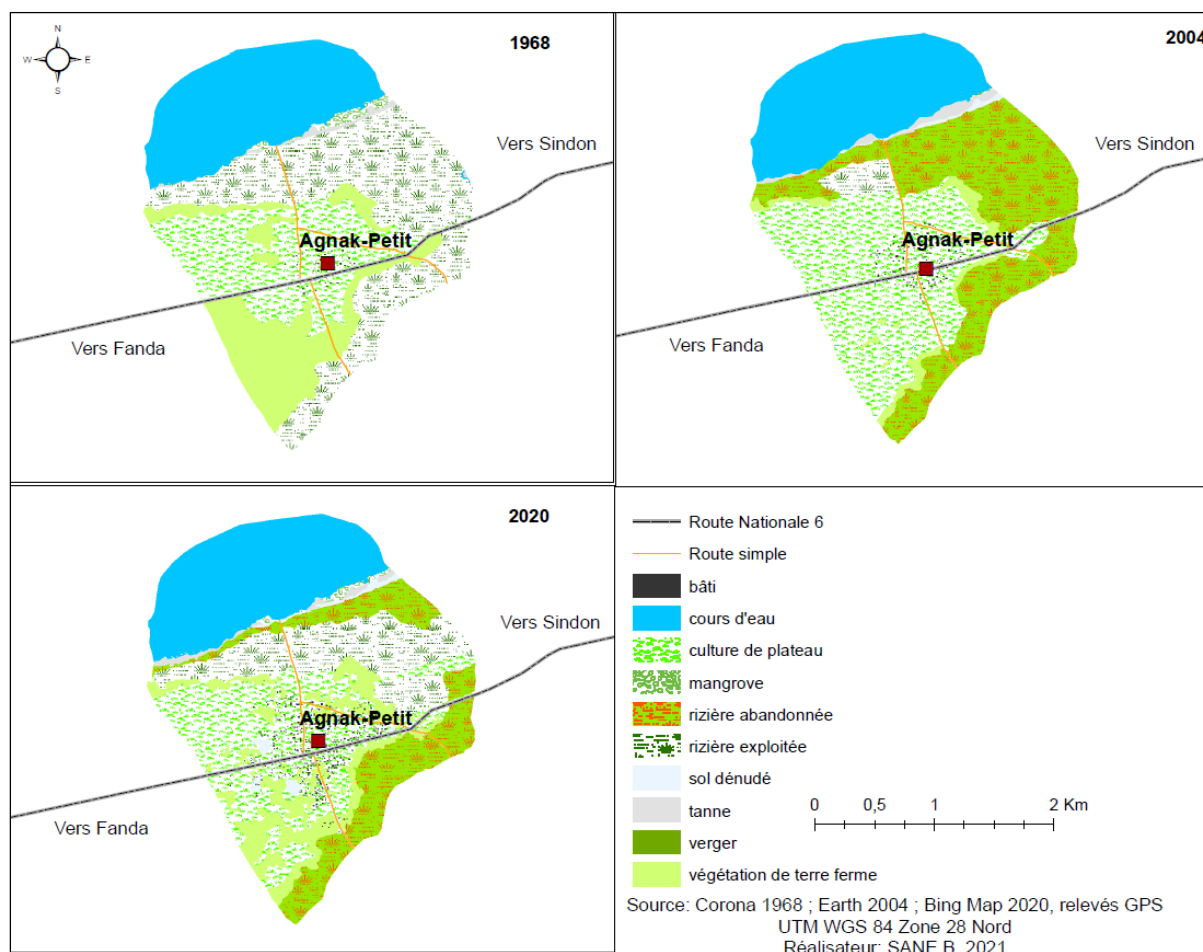 N
W E
S
1968
Vers Sindon
Agnak-Petit
Vers Fanda
2004
Vers Sindon
Agnak-Petit
Vers Fanda
2020
Vers Sindon
Agnak-Petit
Vers Fanda
Route Nationale 6
Route simple
bâti
cours d'eau
culture de plateau
mangrove
rizière abandonnée
rizière exploitée
sol dénudé
tanne
verger
végétation de terre ferme
0 0,5 1 2 Km
Source: Corona 1968 ; Earth 2004 ; Bing Map 2020, relevés GPS
UTM WGS 84 Zone 28 Nord
Réalisateur: SANE B, 2021